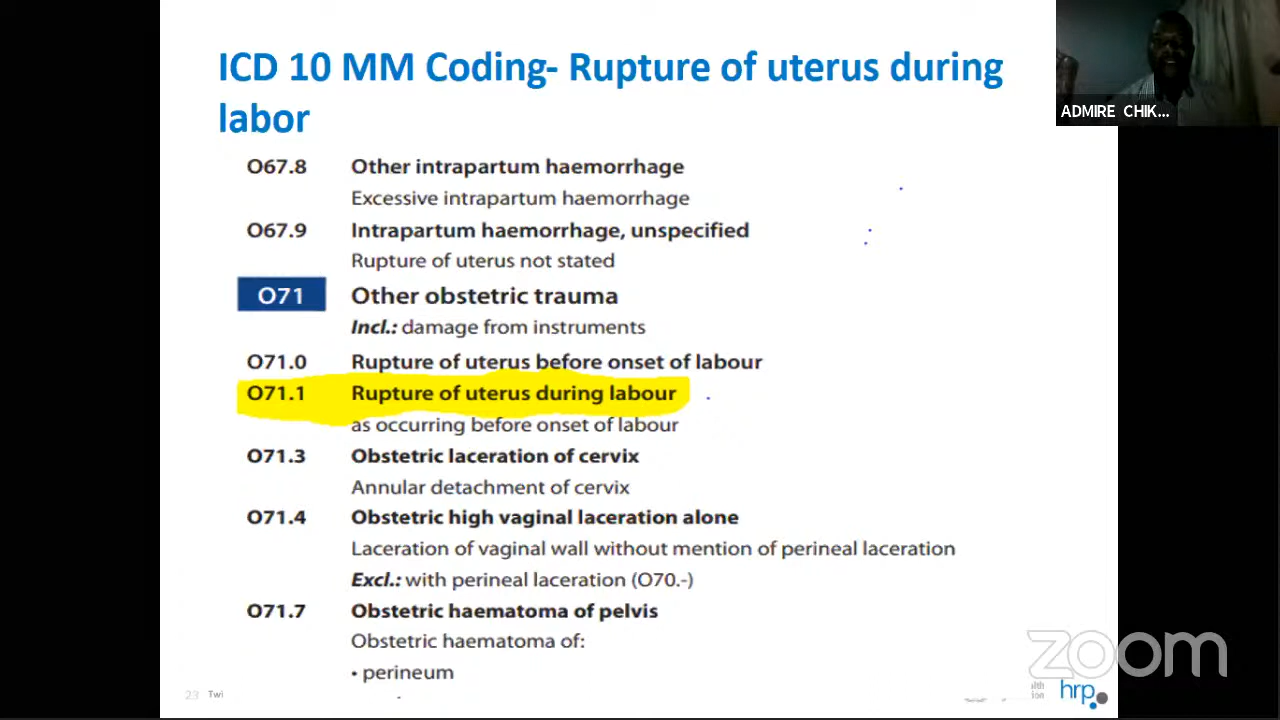 ICD 10 MM Coding- Rupture of uterus during
labor
ADMIRE CHIK...
O67.8 Other intrapartum haemorrhage
Excessive intrapartum haemorrhage
O67.9 Intrapartum haemorrhage, unspecified
Rupture of uterus not stated
O71 Other obstetric trauma
Incl.: damage from instruments
O71.0 Rupture of uterus before onset of labour
O71.1 Rupture of uterus during labour
as occurring before onset of labour
O71.3 Obstetric laceration of cervix
Annular detachment of cervix
O71.4 Obstetric high vaginal laceration alone
Laceration of vaginal wall without mention of perineal laceration
Excl.: with perineal laceration (O70.-)
O71.7 Obstetric haematoma of pelvis
Obstetric haematoma of:
• perineum
zoom
23 Twi
hrp